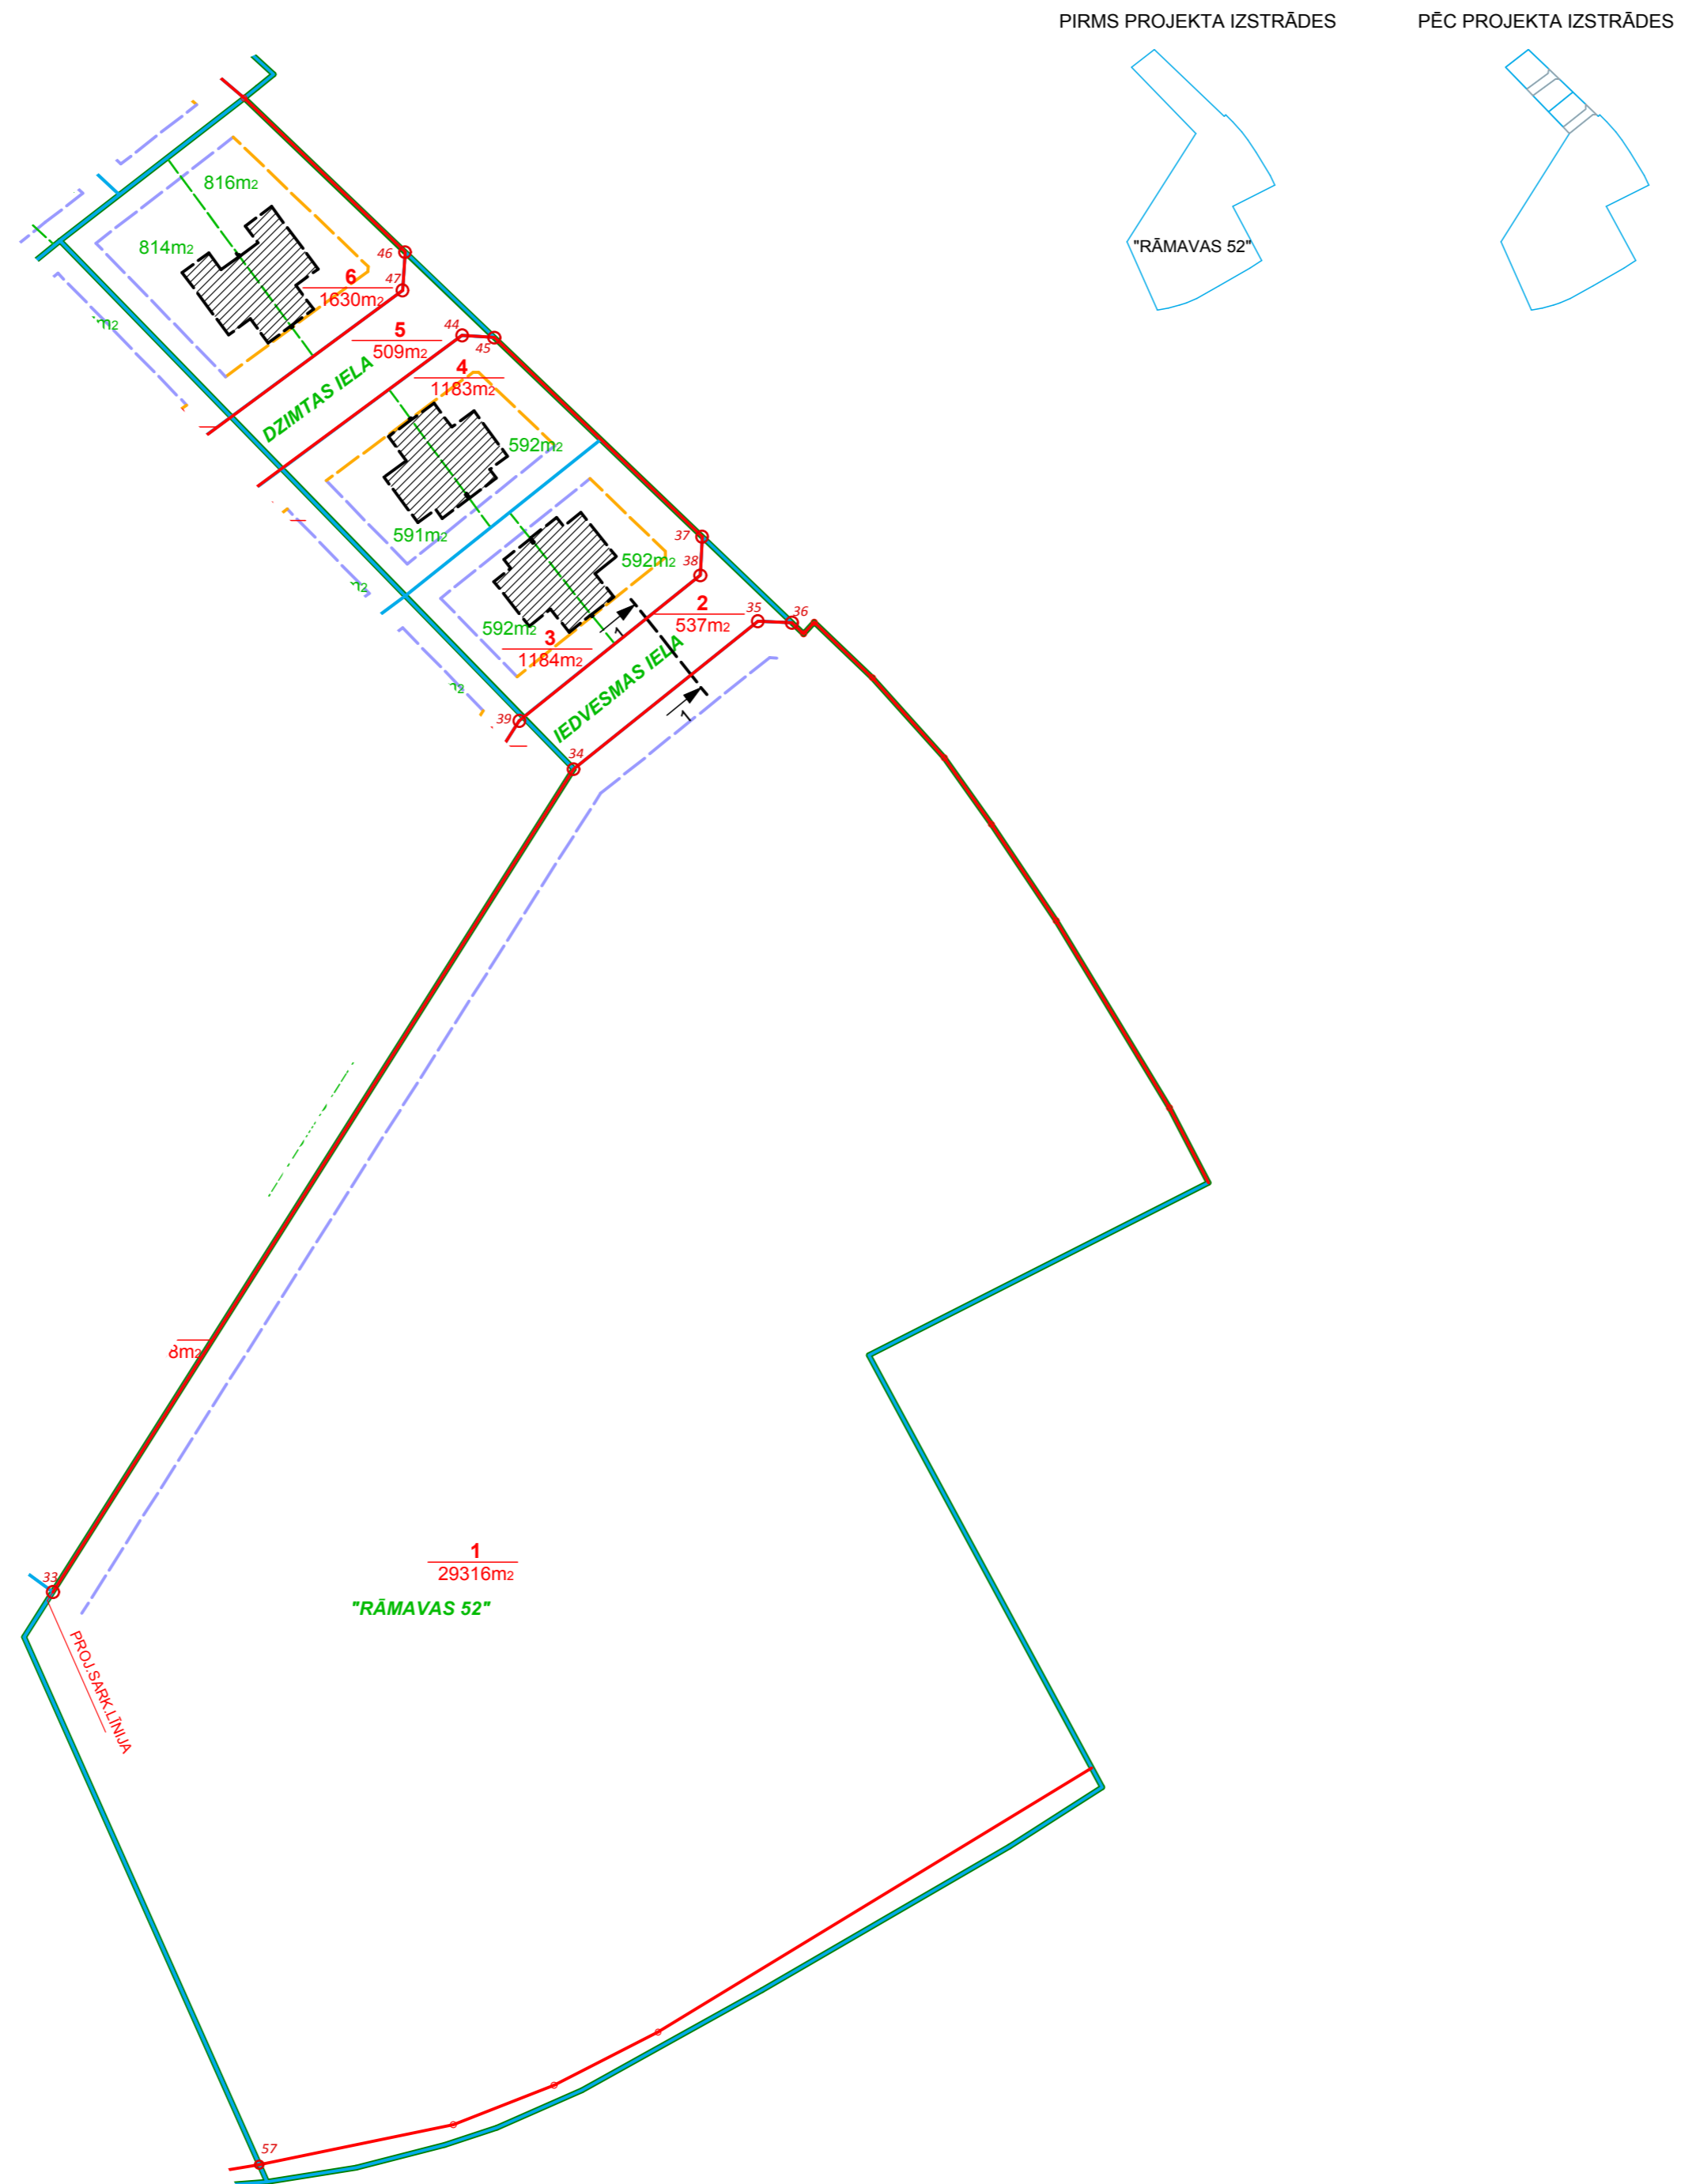 PIRMS PROJEKTA IZSTRĀDES
PĒC PROJEKTA IZSTRĀDES
"RĀMAVAS 52"
816m2
814m2
46
47
6
1630m2
44
45
5
509m2
4
1183m2
DZIMTAS IELA
592m2
591m2
37
38
592m2
592m2
2
537m2
35
36
1
3
1184m2
IEDVESMAS IELA
1
39
34
8m2
1
29316m2
"RĀMAVAS 52"
33
PROJ.SARK.LĪNIJA
57